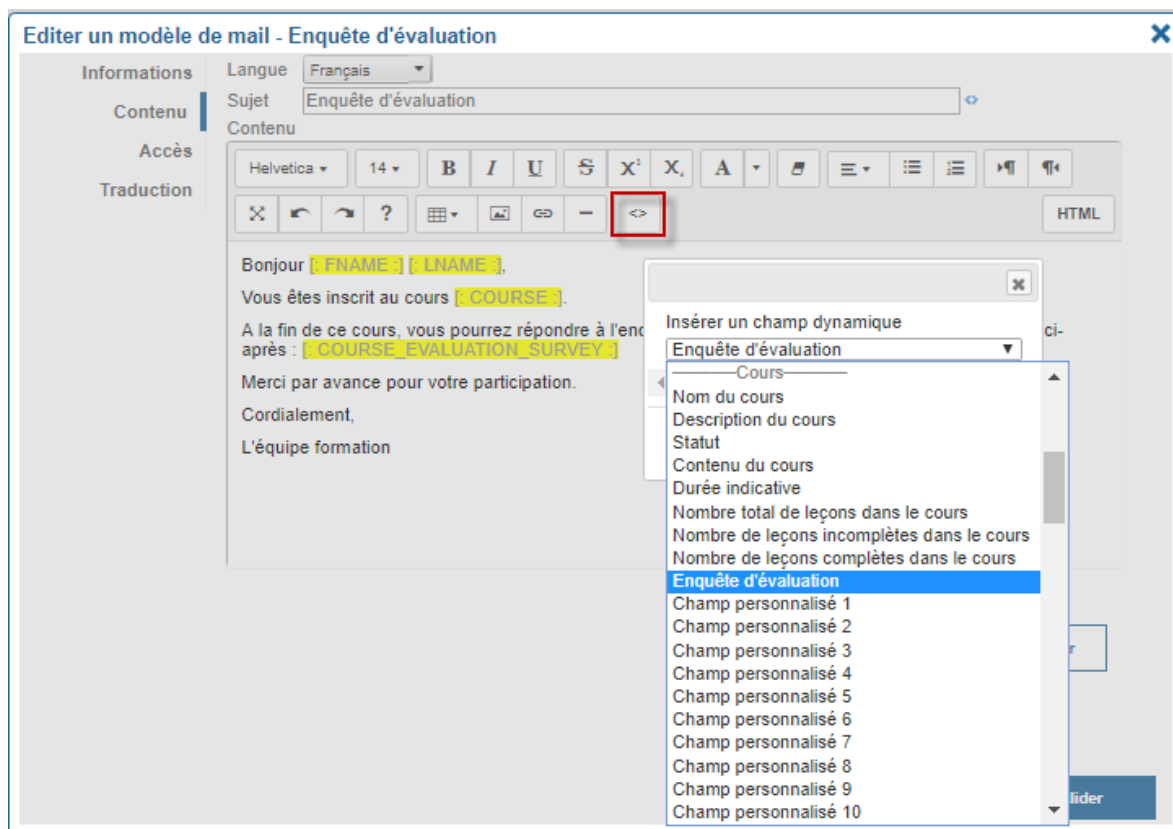 Editer un modèle de mail - Enquête d'évaluation
Informations
Contenu
Accès
Traduction
Langue Français
Sujet Enquête d'évaluation
Contenu
Helvetica 14 B I U S X² X, A
? <> HTML
Bonjour [: FNAME :] [: LNAME :],
Vous êtes inscrit au cours [: COURSE :].
A la fin de ce cours, vous pourrez répondre à l'enc ci-
après : [: COURSE_EVALUATION_SURVEY :]
Merci par avance pour votre participation.
Cordialement,
L'équipe formation
Insérer un champ dynamique
Enquête d'évaluation
Cours
Nom du cours
Description du cours
Statut
Contenu du cours
Durée indicative
Nombre total de leçons dans le cours
Nombre de leçons incomplètes dans le cours
Nombre de leçons complètes dans le cours
Enquête d'évaluation
Champ personnalisé 1
Champ personnalisé 2
Champ personnalisé 3
Champ personnalisé 4
Champ personnalisé 5
Champ personnalisé 6
Champ personnalisé 7
Champ personnalisé 8
Champ personnalisé 9
Champ personnalisé 10
r
lider